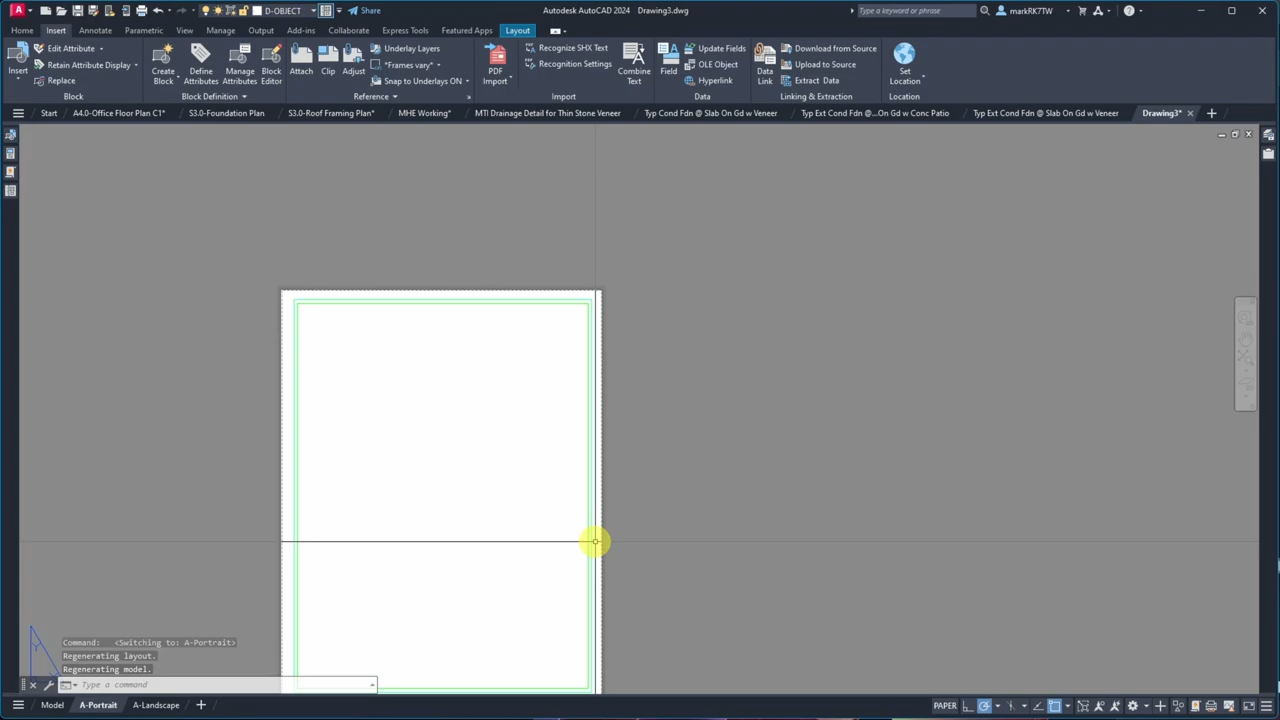 A D-OBJECT Share Autodesk AutoCAD 2024 Drawing3.dwg Type a keyword or phrase markRK7TW ?
Home Insert Annotate Parametric View Manage Output Add-ins Collaborate Express Tools Featured Apps Layout
Insert Edit Attribute Create Block Define Attributes Manage Attributes Block Editor Attach Clip Adjust Underlay Layers PDF Import Recognize SHX Text Combine Text Field Update Fields Data Link Download from Source Set Location
Retain Attribute Display *Frames vary* Recognition Settings OLE Object Upload to Source
Replace Snap to Underlays ON Hyperlink Extract Data
Block Block Definition Reference Import Data Linking & Extraction Location
Start A4.0-Office Floor Plan C1* S3.0-Foundation Plan S3.0-Roof Framing Plan* MHE Working* MTI Drainage Detail for Thin Stone Veneer Typ Cond Fdn @ Slab On Gd w Veneer Typ Ext Cond Fdn @...On Gd w Conc Patio Typ Ext Cond Fdn @ Slab On Gd w Veneer Drawing3*
Y
Command: <Switching to: A-Portrait>
Regenerating layout.
Regenerating model.
Type a command
Model A-Portrait A-Landscape + PAPER